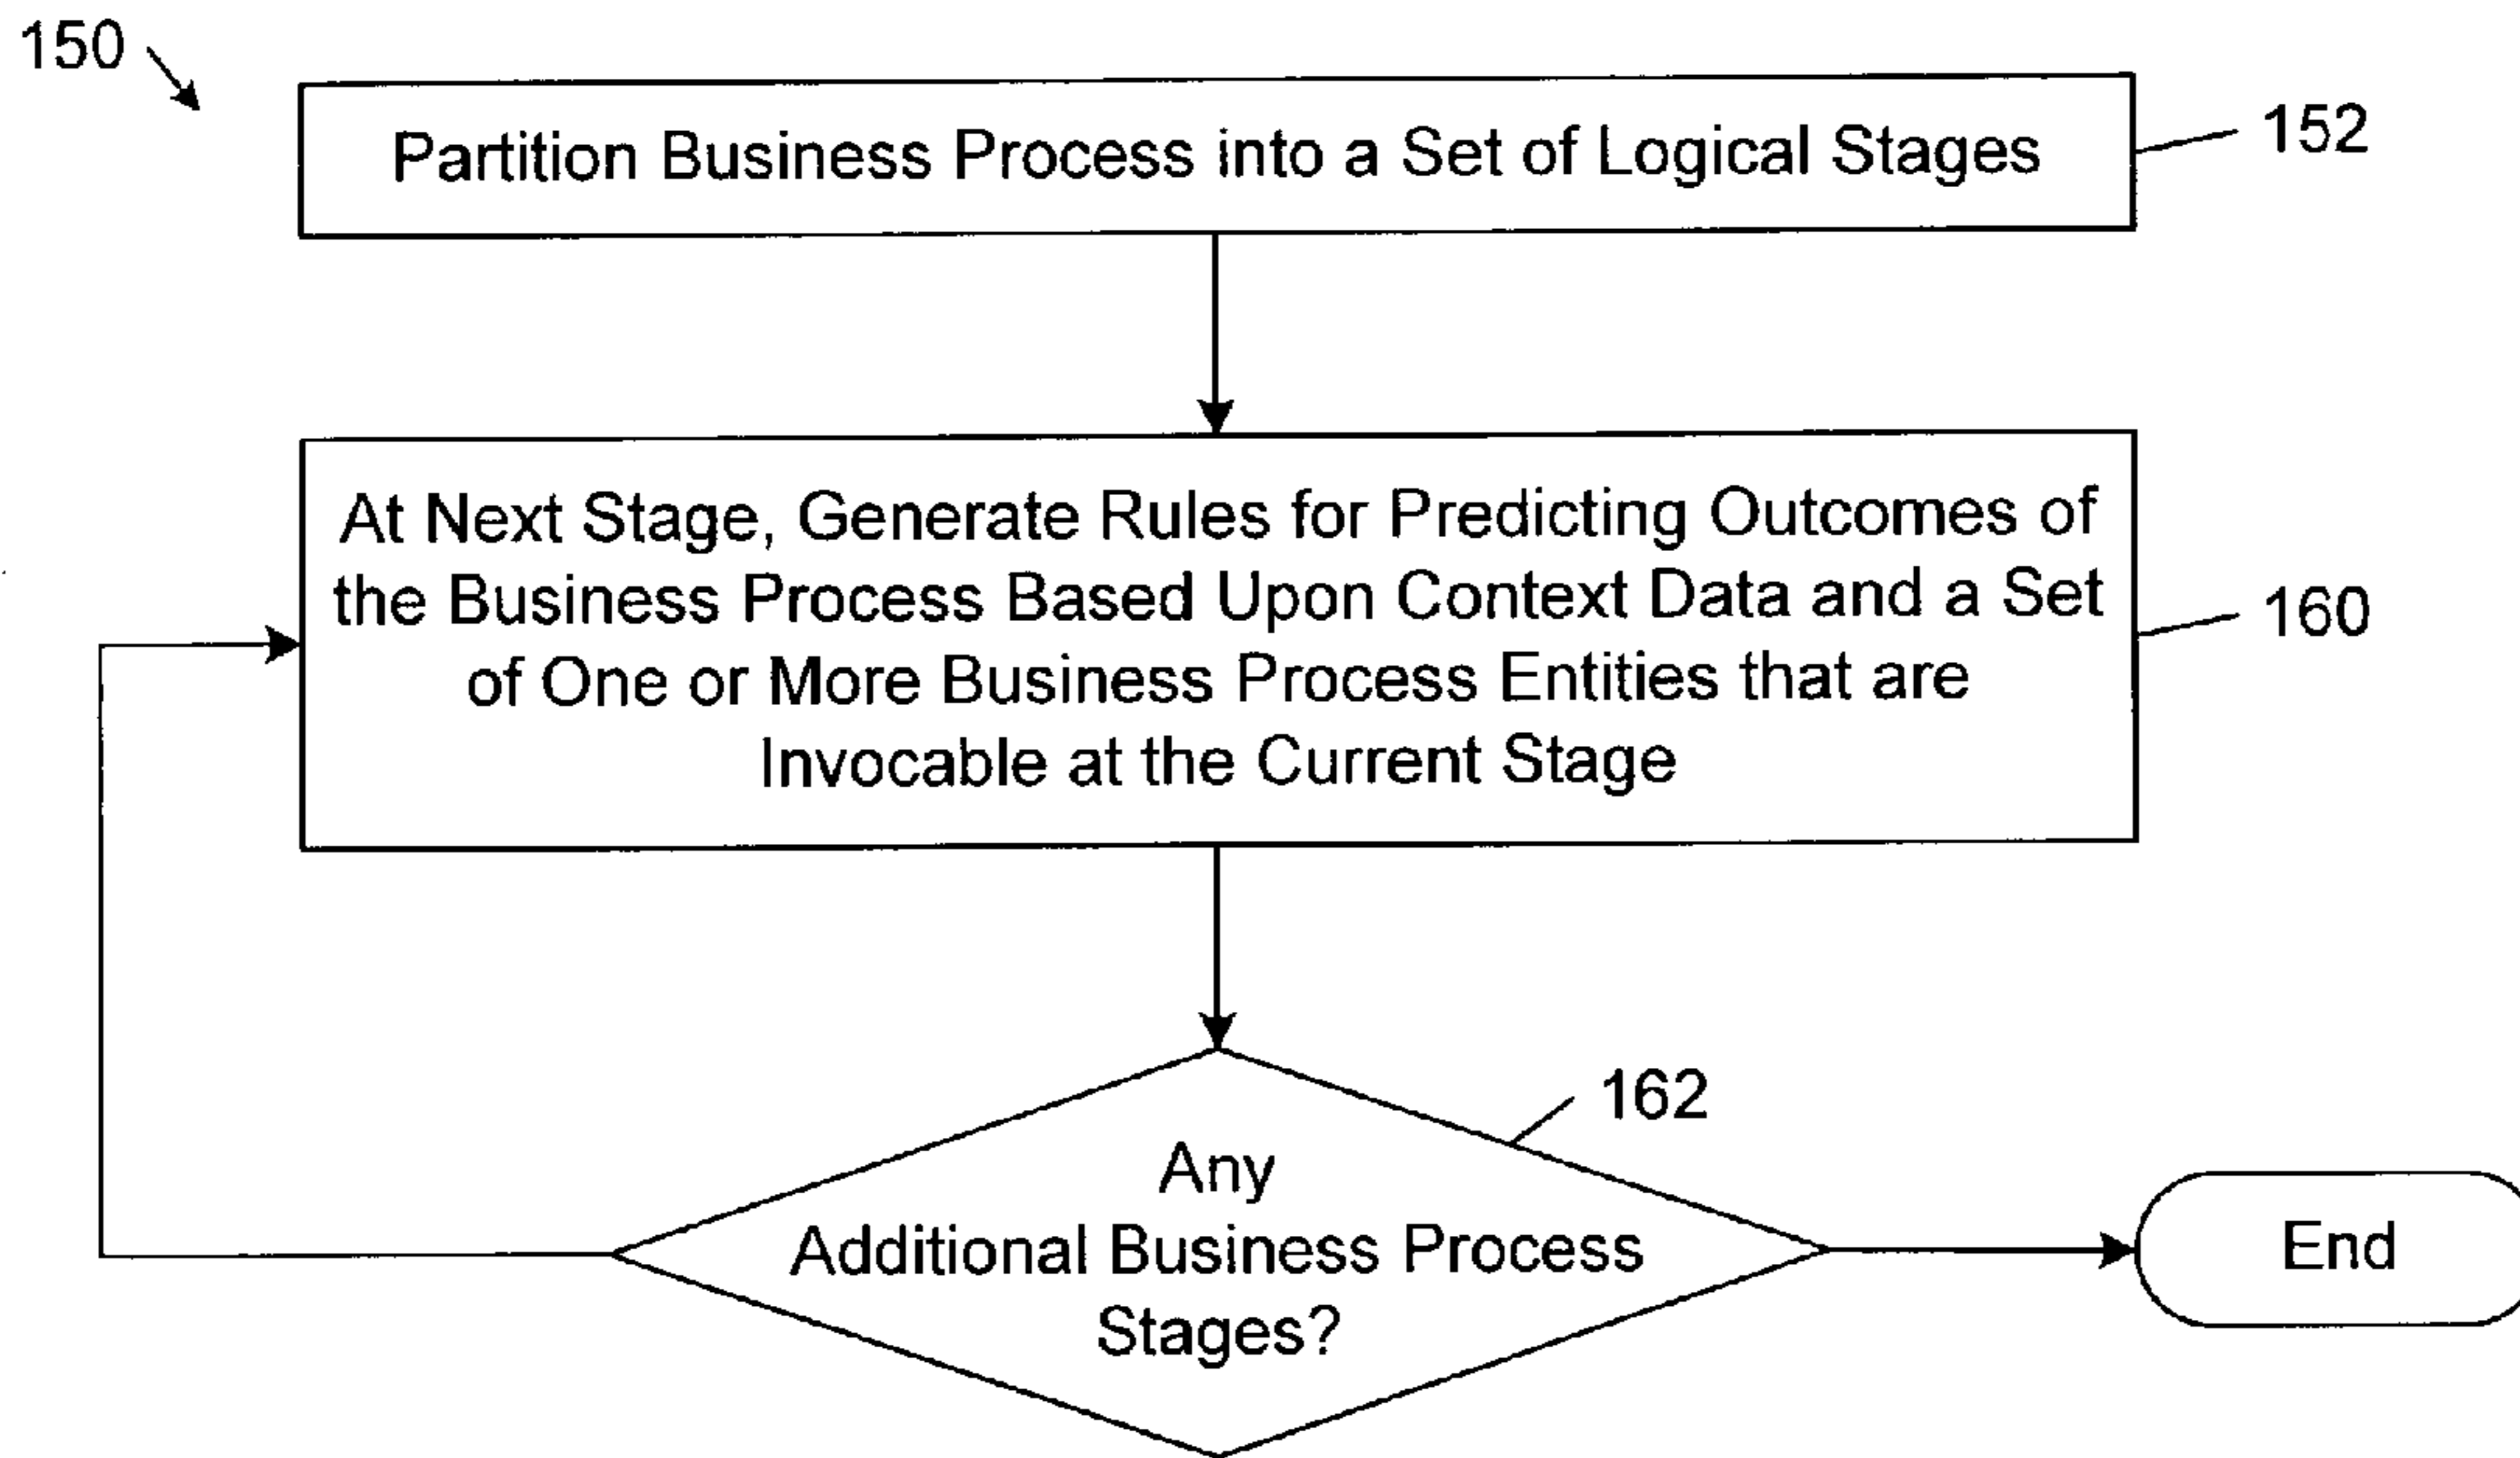 150
Partition Business Process into a Set of Logical Stages
152
At Next Stage, Generate Rules for Predicting Outcomes of
the Business Process Based Upon Context Data and a Set
of One or More Business Process Entities that are
Invocable at the Current Stage
160
162
Any
Additional Business Process
Stages?
End